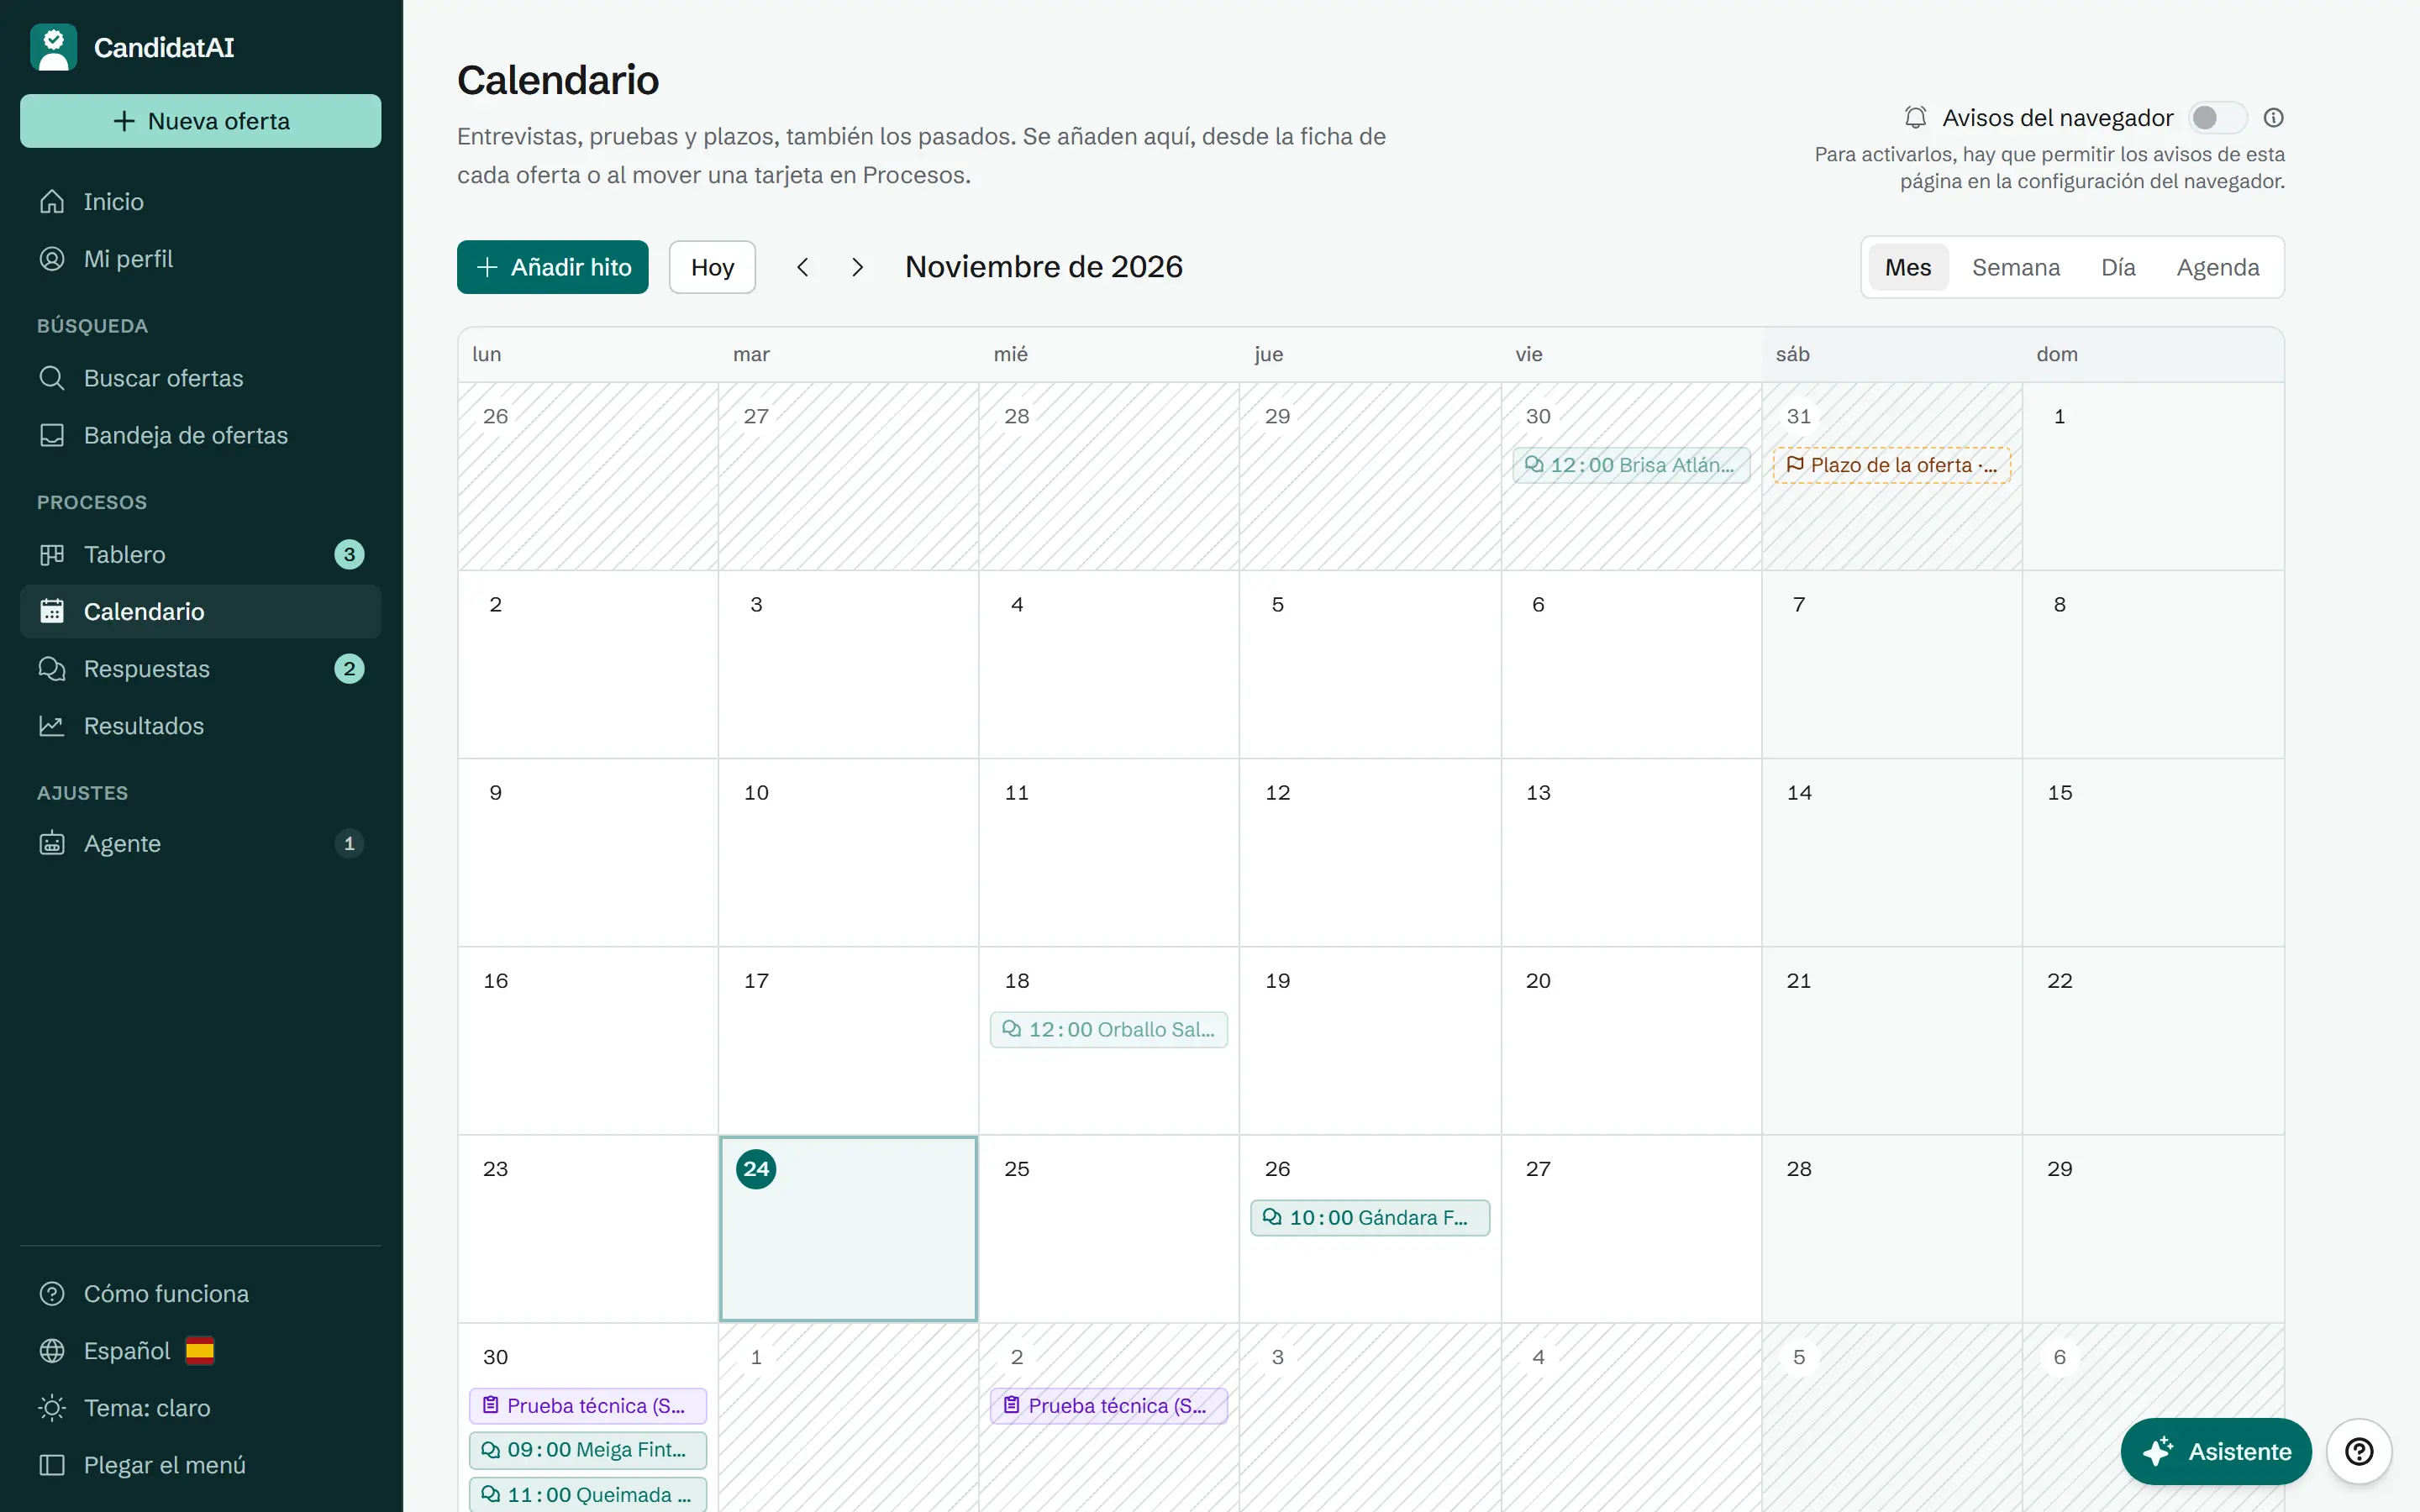 CandidatAI
Nueva oferta
Inicio
Mi perfil
BÚSQUEDA
Buscar ofertas
Bandeja de ofertas
PROCESOS
Tablero 3
Calendario
Respuestas 2
Resultados
AJUSTES
Agente 1
Cómo funciona
Español
Tema: claro
Plegar el menú
Calendario
Entrevistas, pruebas y plazos, también los pasados. Se añaden aquí, desde la ficha de
cada oferta o al mover una tarjeta en Procesos.
Avisos del navegador
Para activarlos, hay que permitir los avisos de esta
página en la configuración del navegador.
Añadir hito
Hoy
Noviembre de 2026
Mes Semana Día Agenda
lun mar mié jue vie sáb dom
26 27 28 29 30 31 1
12:00 Brisa Atlán... Plazo de la oferta ·...
2 3 4 5 6 7 8
9 10 11 12 13 14 15
16 17 18 19 20 21 22
12:00 Orballo Sal...
23 24 25 26 27 28 29
10:00 Gándara F...
30 1 2 3 4 5 6
Prueba técnica (S... Prueba técnica (S...
09:00 Meiga Fint...
11:00 Queimada ...
Asistente